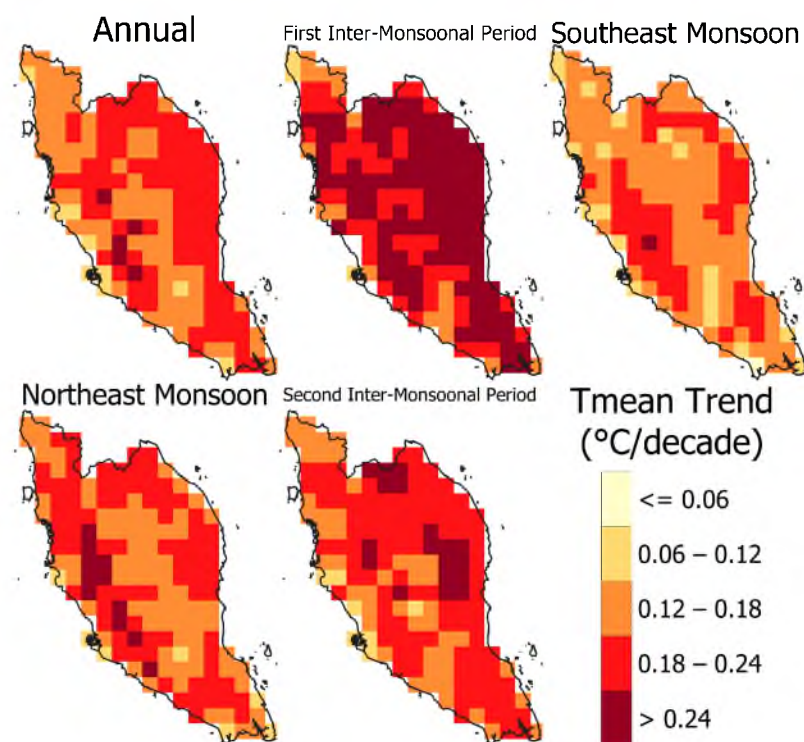 Annual
First Inter-Monsoonal Period
Southeast Monsoon
Northeast Monsoon
Second Inter-Monsoonal Period
Tmean Trend
(°C/decade)
<= 0.06
0.06 – 0.12
0.12 – 0.18
0.18 – 0.24
> 0.24